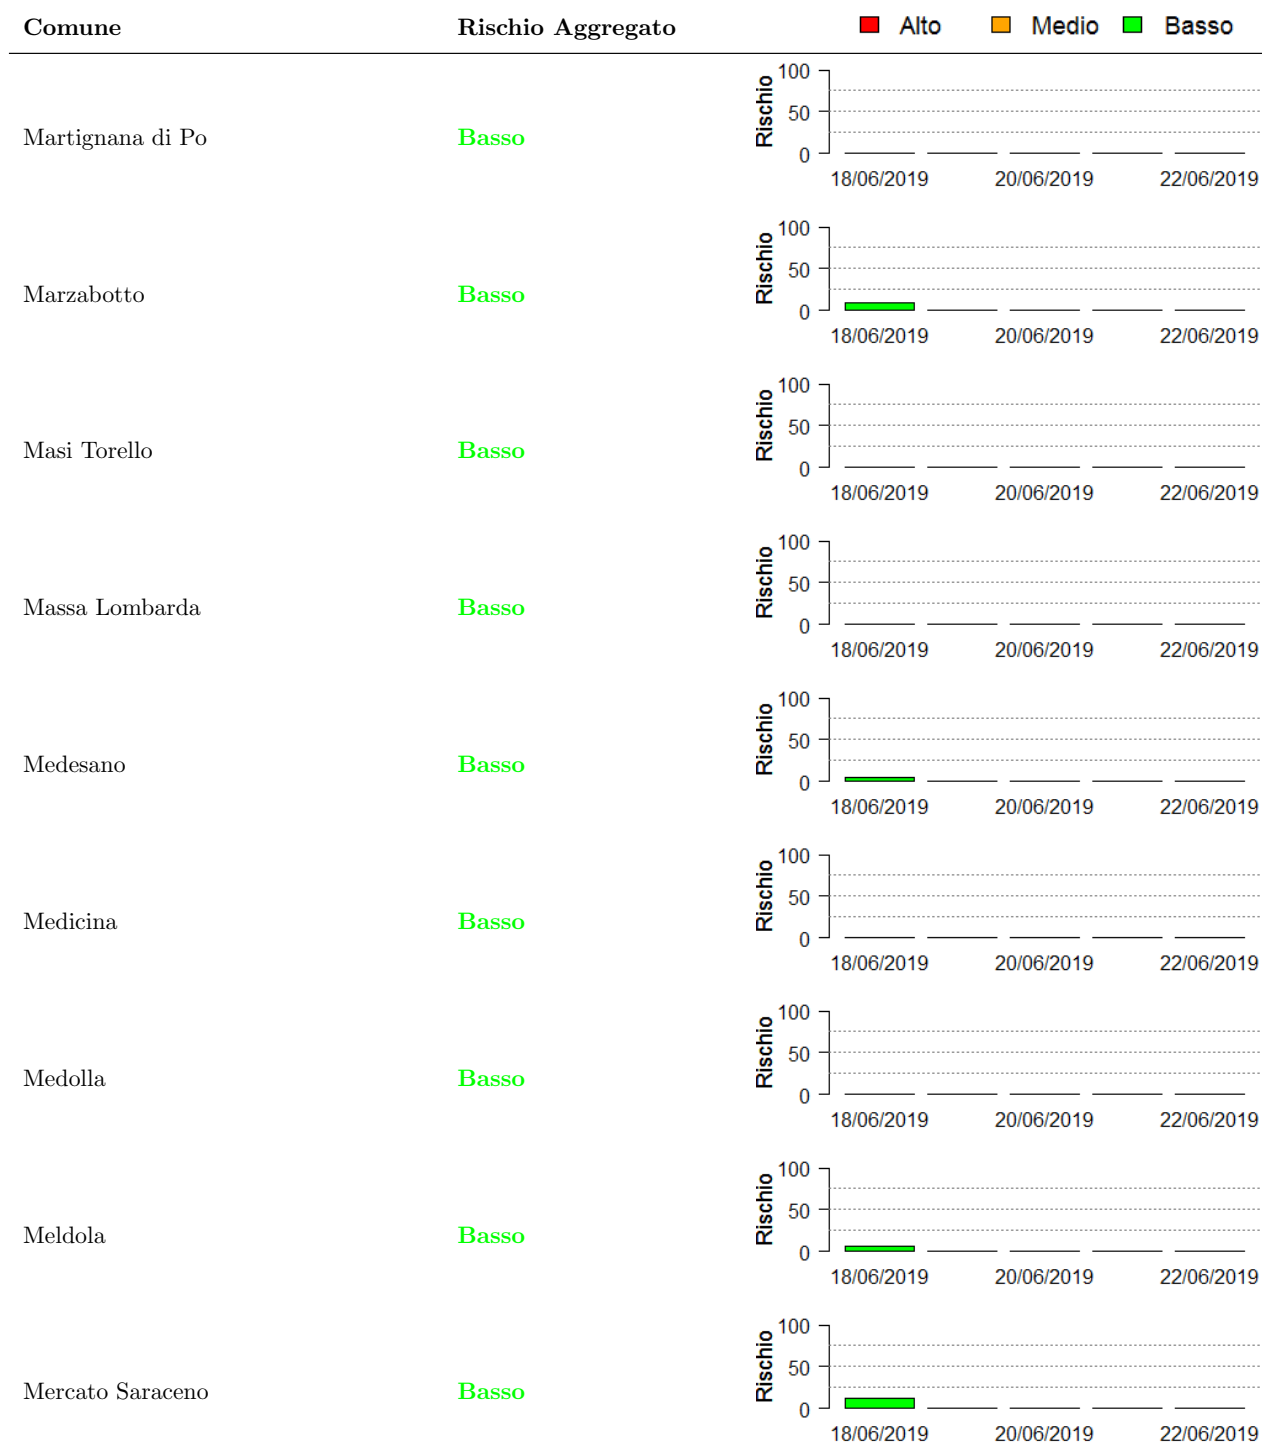 Comune Rischio Aggregato Alto Medio Basso
100
50
0
Rischio
Martignana di Po Basso
18/06/2019 20/06/2019 22/06/2019
100
50
0
Rischio
Marzabotto Basso
18/06/2019 20/06/2019 22/06/2019
100
50
0
Rischio
Masi Torello Basso
18/06/2019 20/06/2019 22/06/2019
100
50
0
Rischio
Massa Lombarda Basso
18/06/2019 20/06/2019 22/06/2019
100
50
0
Rischio
Medesano Basso
18/06/2019 20/06/2019 22/06/2019
100
50
0
Rischio
Medicina Basso
18/06/2019 20/06/2019 22/06/2019
100
50
0
Rischio
Medolla Basso
18/06/2019 20/06/2019 22/06/2019
100
50
0
Rischio
Meldola Basso
18/06/2019 20/06/2019 22/06/2019
100
50
0
Rischio
Mercato Saraceno Basso
18/06/2019 20/06/2019 22/06/2019